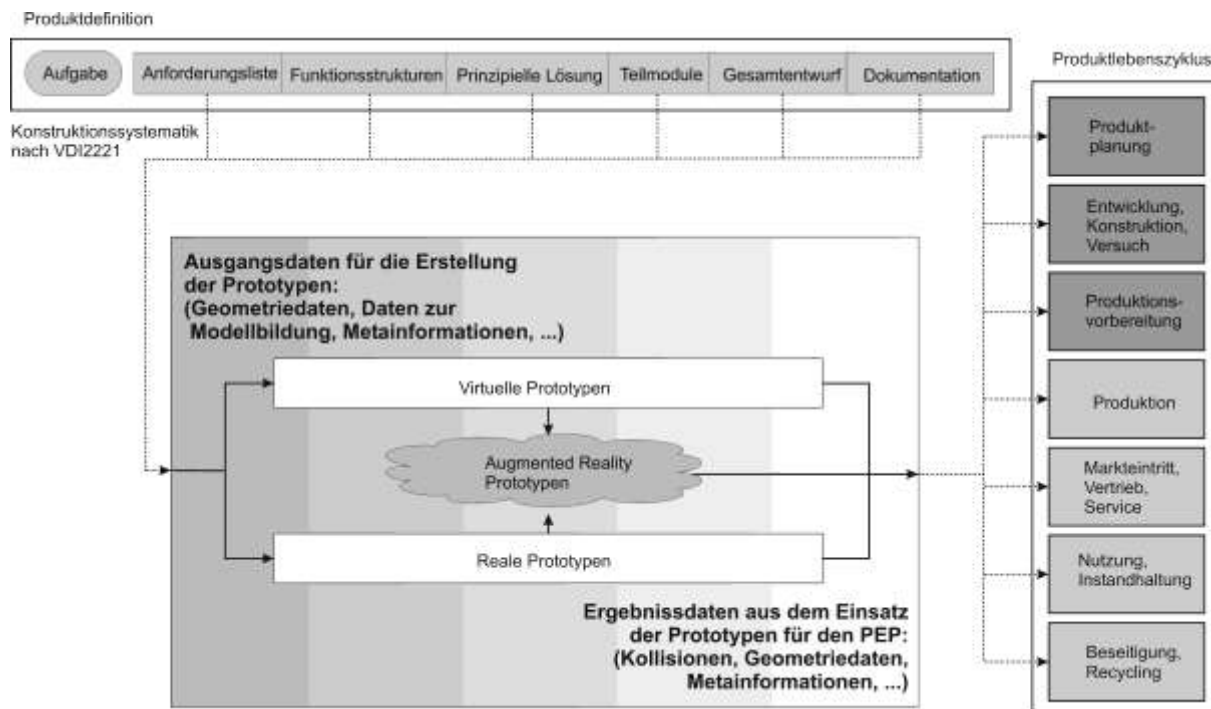 Produktdefinition
Aufgabe
Anforderungsliste
Funktionsstrukturen
Prinzipielle Lösung
Teilmodule
Gesamtentwurf
Dokumentation
Konstruktionssystematik
nach VDI2221
Ausgangsdaten für die Erstellung
der Prototypen:
(Geometriedaten, Daten zur
Modellbildung, Metainformationen, ...)
Virtuelle Prototypen
Augmented Reality
Prototypen
Reale Prototypen
Ergebnissdaten aus dem Einsatz
der Prototypen für den PEP:
(Kollisionen, Geometriedaten,
Metainformationen, ...)
Produktlebenszyklus
Produkt-
planung
Entwicklung,
Konstruktion,
Versuch
Produktions-
vorbereitung
Produktion
Markteintritt,
Vertrieb,
Service
Nutzung,
Instandhaltung
Beseitigung,
Recycling